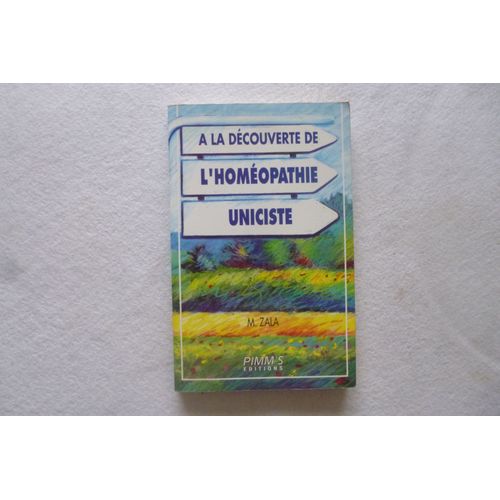 A LA DÉCOUVERTE DE
L'HOMÉOPATHIE
UNICISTE
M. ZALA
PIMM'S
EDITIONS